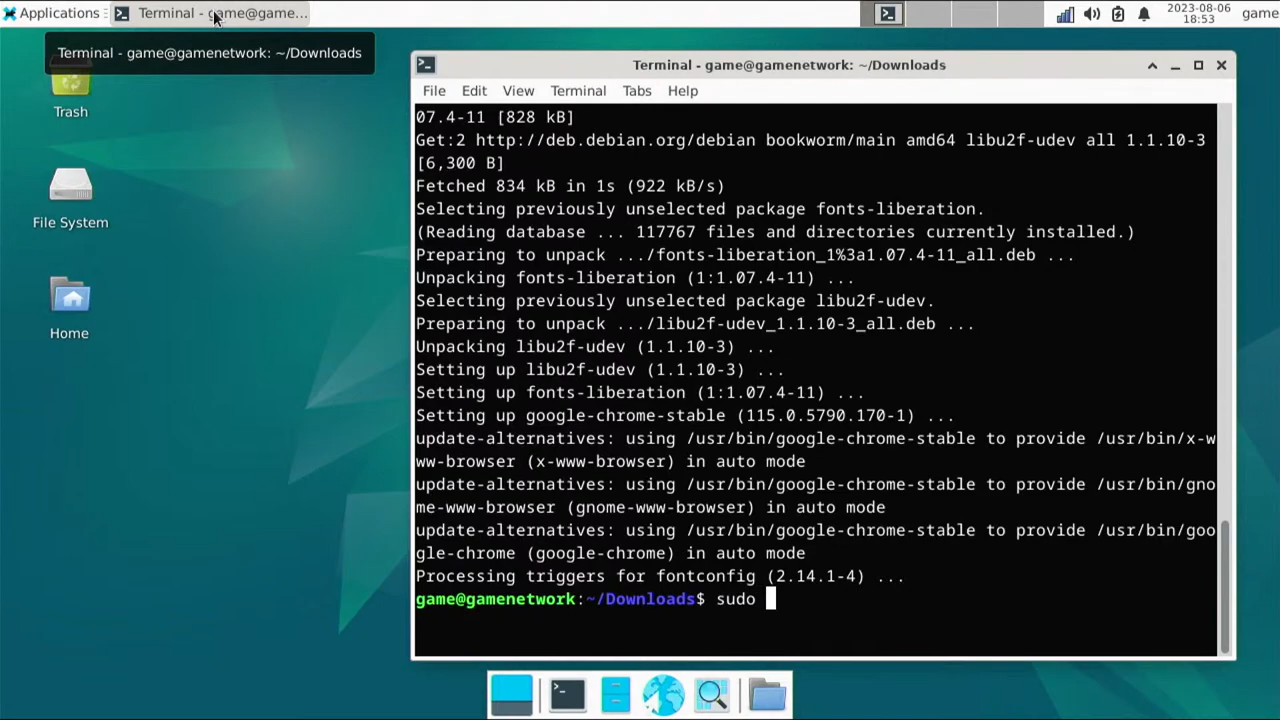 Applications
Terminal - game@game...
2023-08-06
18:53
game
Terminal - game@gamenetwork: ~/Downloads
Trash
File System
Home
Terminal - game@gamenetwork: ~/Downloads
File Edit View Terminal Tabs Help
07.4-11 [828 kB]
Get:2 http://deb.debian.org/debian bookworm/main amd64 libu2f-udev all 1.1.10-3
[6,300 B]
Fetched 834 kB in 1s (922 kB/s)
Selecting previously unselected package fonts-liberation.
(Reading database ... 117767 files and directories currently installed.)
Preparing to unpack .../fonts-liberation_1%3a1.07.4-11_all.deb ...
Unpacking fonts-liberation (1:1.07.4-11) ...
Selecting previously unselected package libu2f-udev.
Preparing to unpack .../libu2f-udev_1.1.10-3_all.deb ...
Unpacking libu2f-udev (1.1.10-3) ...
Setting up libu2f-udev (1.1.10-3) ...
Setting up fonts-liberation (1:1.07.4-11) ...
Setting up google-chrome-stable (115.0.5790.170-1) ...
update-alternatives: using /usr/bin/google-chrome-stable to provide /usr/bin/x-w
ww-browser (x-www-browser) in auto mode
update-alternatives: using /usr/bin/google-chrome-stable to provide /usr/bin/gno
me-www-browser (gnome-www-browser) in auto mode
update-alternatives: using /usr/bin/google-chrome-stable to provide /usr/bin/goo
gle-chrome (google-chrome) in auto mode
Processing triggers for fontconfig (2.14.1-4) ...
game@gamenetwork:~/Downloads$ sudo